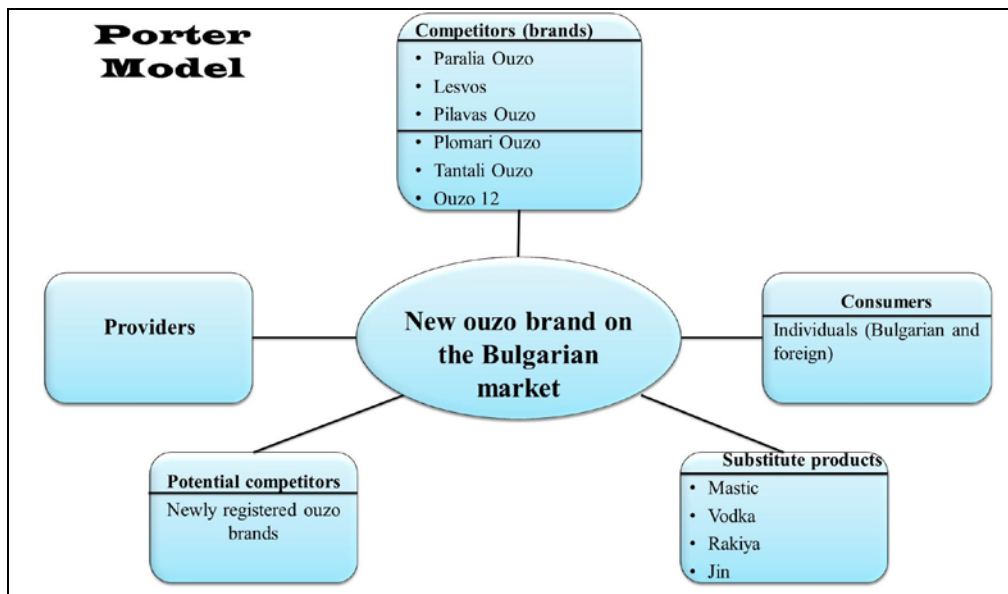 Porter
Model
Competitors (brands)
• Paralia Ouzo
• Lesvos
• Pilavas Ouzo
• Plomari Ouzo
• Tantali Ouzo
• Ouzo 12
Providers
New ouzo brand on
the Bulgarian
market
Consumers
Individuals (Bulgarian and
foreign)
Potential competitors
Newly registered ouzo
brands
Substitute products
• Mastic
• Vodka
• Rakiya
• Jin